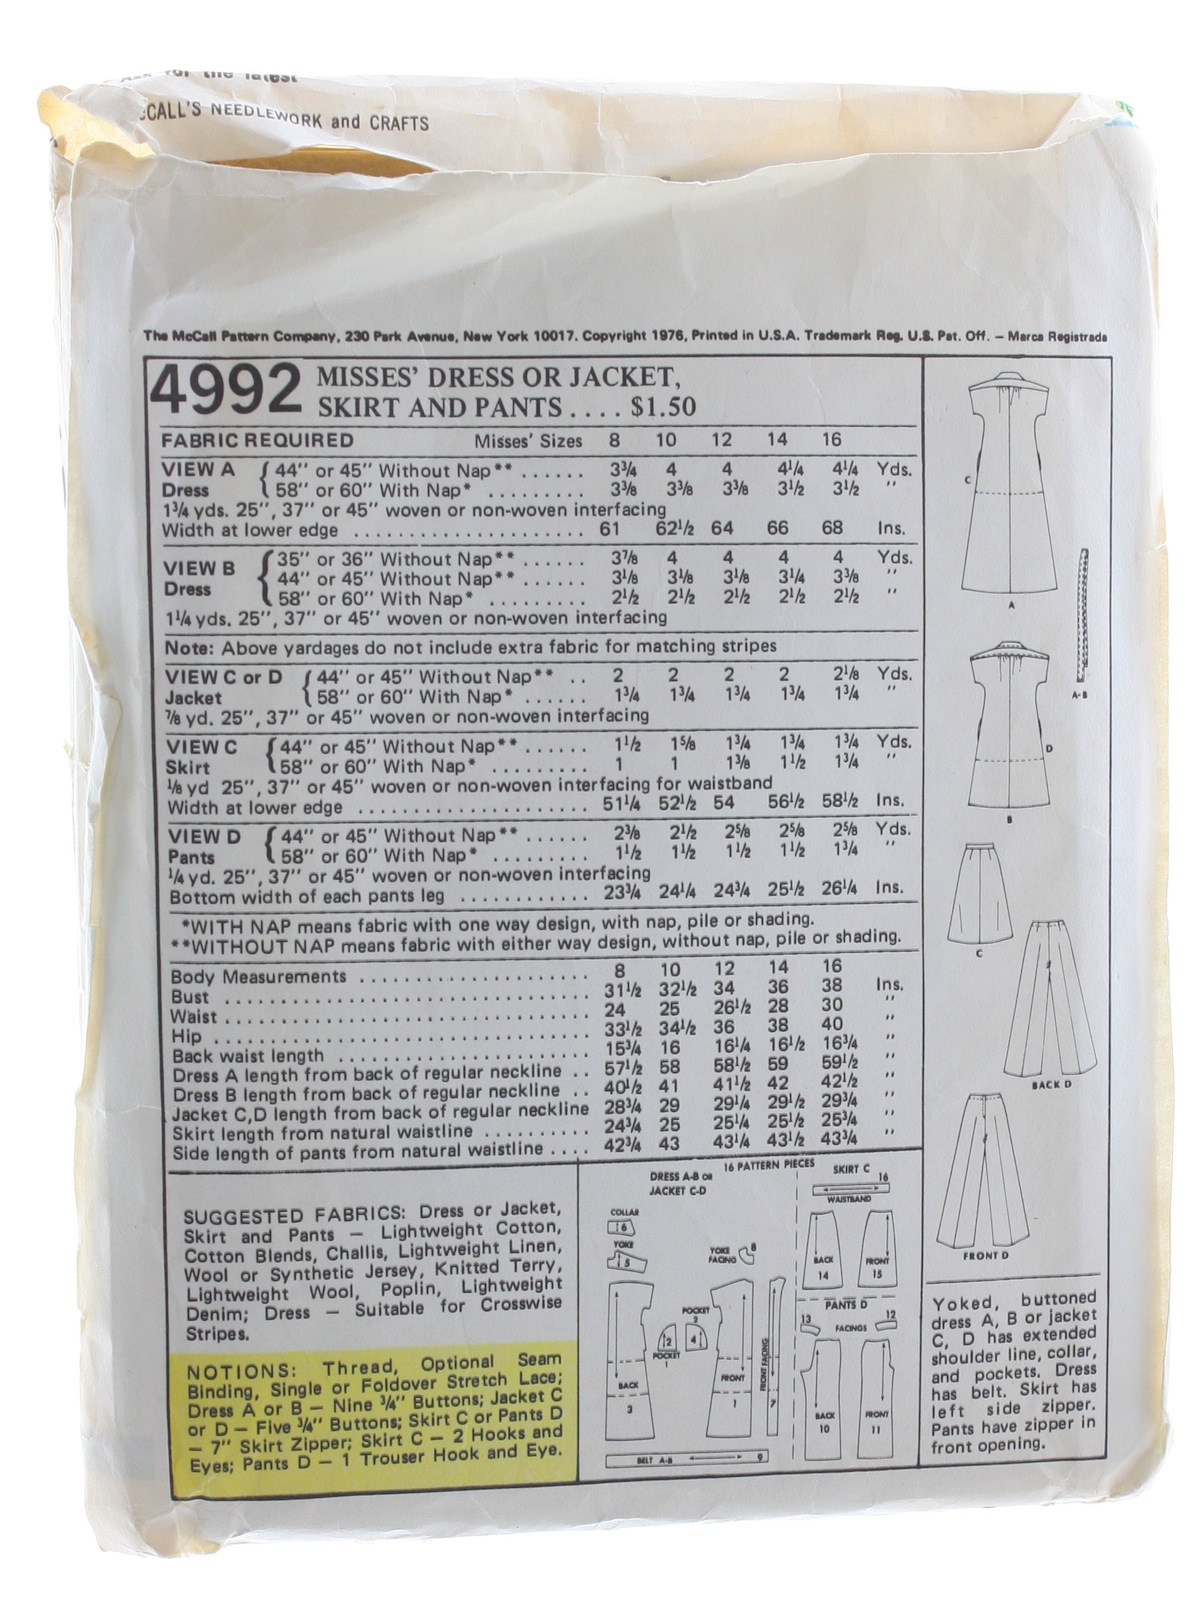 for the latest
McCALL'S NEEDLEWORK and CRAFTS
The McCall Pattern Company, 230 Park Avenue, New York 10017. Copyright 1976, Printed in U.S.A. Trademark Reg. U.S. Pat. Off. — Marca Registrada
4992 MISSES' DRESS OR JACKET,
SKIRT AND PANTS .... $1.50
FABRIC REQUIRED Misses' Sizes 8 10 12 14 16
VIEW A { 44" or 45" Without Nap** ...... 3¾ 4 4 4¼ 4¼ Yds.
Dress { 58" or 60" With Nap* ......... 3⅜ 3⅜ 3⅜ 3½ 3½ "
1¾ yds. 25", 37" or 45" woven or non-woven interfacing
Width at lower edge ..................... 61 62½ 64 66 68 Ins.
VIEW B { 35" or 36" Without Nap** ...... 3⅞ 4 4 4 4 Yds.
Dress { 44" or 45" Without Nap** ...... 3⅛ 3⅛ 3⅛ 3¼ 3⅜ "
58" or 60" With Nap* ......... 2½ 2½ 2½ 2½ 2½ "
1¼ yds. 25", 37" or 45" woven or non-woven interfacing
Note: Above yardages do not include extra fabric for matching stripes
VIEW C or D { 44" or 45" Without Nap** .. 2 2 2 2 2⅛ Yds.
Jacket { 58" or 60" With Nap* ...... 1¾ 1¾ 1¾ 1¾ 1¾ "
⅞ yd. 25", 37" or 45" woven or non-woven interfacing
VIEW C { 44" or 45" Without Nap** ...... 1½ 1⅝ 1¾ 1¾ 1¾ Yds.
Skirt { 58" or 60" With Nap* ......... 1 1 1⅜ 1½ 1¾ "
⅛ yd 25", 37" or 45" woven or non-woven interfacing for waistband
Width at lower edge ..................... 51¼ 52½ 54 56½ 58½ Ins.
VIEW D { 44" or 45" Without Nap** ...... 2⅜ 2½ 2⅝ 2⅝ 2⅝ Yds.
Pants { 58" or 60" With Nap* ......... 1½ 1½ 1½ 1½ 1¾ "
¼ yd. 25", 37" or 45" woven or non-woven interfacing
Bottom width of each pants leg ............ 23¾ 24¼ 24¾ 25½ 26¼ Ins.
*WITH NAP means fabric with one way design, with nap, pile or shading.
**WITHOUT NAP means fabric with either way design, without nap, pile or shading.
Body Measurements ..................... 8 10 12 14 16
Bust ................................. 31½ 32½ 34 36 38 Ins.
Waist ................................. 24 25 26½ 28 30 "
Hip .................................. 33½ 34½ 36 38 40 "
Back waist length ....................... 15¾ 16 16¼ 16½ 16¾ "
Dress A length from back of regular neckline .. 57½ 58 58½ 59 59½ "
Dress B length from back of regular neckline .. 40½ 41 41½ 42 42½ "
Jacket C,D length from back of regular neckline 28¾ 29 29¼ 29½ 29¾ "
Skirt length from natural waistline .......... 24¾ 25 25¼ 25½ 25¾ "
Side length of pants from natural waistline .... 42¾ 43 43¼ 43½ 43¾ "
SUGGESTED FABRICS: Dress or Jacket,
Skirt and Pants — Lightweight Cotton,
Cotton Blends, Challis, Lightweight Linen,
Wool or Synthetic Jersey, Knitted Terry,
Lightweight Wool, Poplin, Lightweight
Denim; Dress — Suitable for Crosswise
Stripes.
NOTIONS: Thread, Optional Seam
Binding, Single or Foldover Stretch Lace;
Dress A or B — Nine ¾" Buttons; Jacket C
or D — Five ¾" Buttons; Skirt C or Pants D
— 7" Skirt Zipper; Skirt C — 2 Hooks and
Eyes; Pants D — 1 Trouser Hook and Eye.
16 PATTERN PIECES
DRESS A-B OR
JACKET C-D
COLLAR
6
YOKE
5
YOKE
FACING
8
POCKET
2
2
4
POCKET
1
BACK
3
FRONT
1
FRONT FACING
7
BELT A-B
9
SKIRT C
16
WAISTBAND
BACK
14
FRONT
15
PANTS D
13
FACINGS
12
BACK
10
FRONT
11
C
A
A-B
D
B
C
BACK D
FRONT D
Yoked, buttoned
dress A, B or jacket
C, D has extended
shoulder line, collar,
and pockets. Dress
has belt. Skirt has
left side zipper.
Pants have zipper in
front opening.